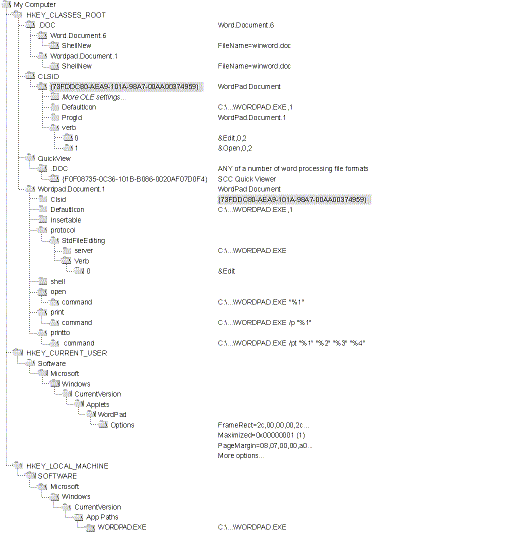 My Computer
HKEY_CLASSES_ROOT
.DOC Word.Document.6
Word.Document.6
ShellNew FileName=winword.doc
Wordpad.Document.1
ShellNew FileName=winword.doc
CLSID
{73FDDC80-AEA9-101A-98A7-00AA00374959} WordPad.Document
More OLE settings...
DefaultIcon C:\...WORDPAD.EXE,1
ProgId WordPad.Document.1
verb
0 &Edit,0,2
1 &Open,0,2
QuickView
.DOC ANY of a number of word processing file formats
{F0F08735-0C36-101B-B086-0020AF07D0F4} SCC Quick Viewer
Wordpad.Document.1 WordPad.Document
Clsid {73FDDC80-AEA9-101A-98A7-00AA00374959}
DefaultIcon C:\...WORDPAD.EXE,1
Insertable
protocol
StdFileEditing
server C:\...WORDPAD.EXE
Verb
0 &Edit
shell
open
command C:\...WORDPAD.EXE "%1"
print
command C:\...WORDPAD.EXE /p "%1"
printto
command C:\...WORDPAD.EXE /pt "%1" "%2" "%3" "%4"
HKEY_CURRENT_USER
Software
Microsoft
Windows
CurrentVersion
Applets
WordPad
Options FrameRect=2c,00,00,00,2c...
Maximized=0x00000001 (1)
PageMargin=08,07,00,00,a0...
More options...
HKEY_LOCAL_MACHINE
SOFTWARE
Microsoft
Windows
CurrentVersion
App Paths
WORDPAD.EXE C:\...WORDPAD.EXE